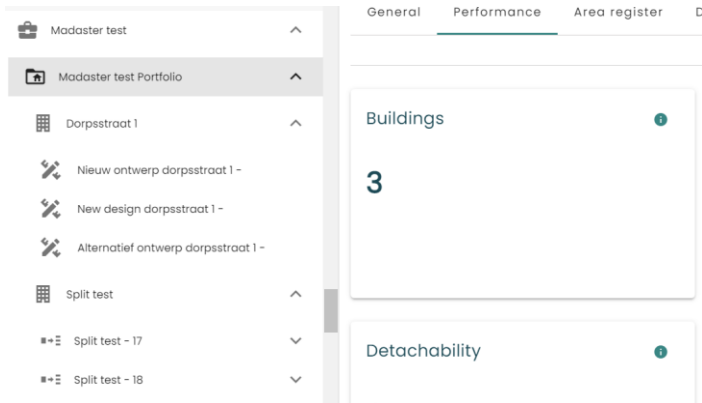 Madaster test
Madaster test Portfolio
Dorpsstraat 1
Nieuw ontwerp dorpsstraat 1 -
New design dorpsstraat 1 -
Alternatief ontwerp dorpsstraat 1 -
Split test
Split test - 17
Split test - 18
General Performance Area register
Buildings
3
Detachability